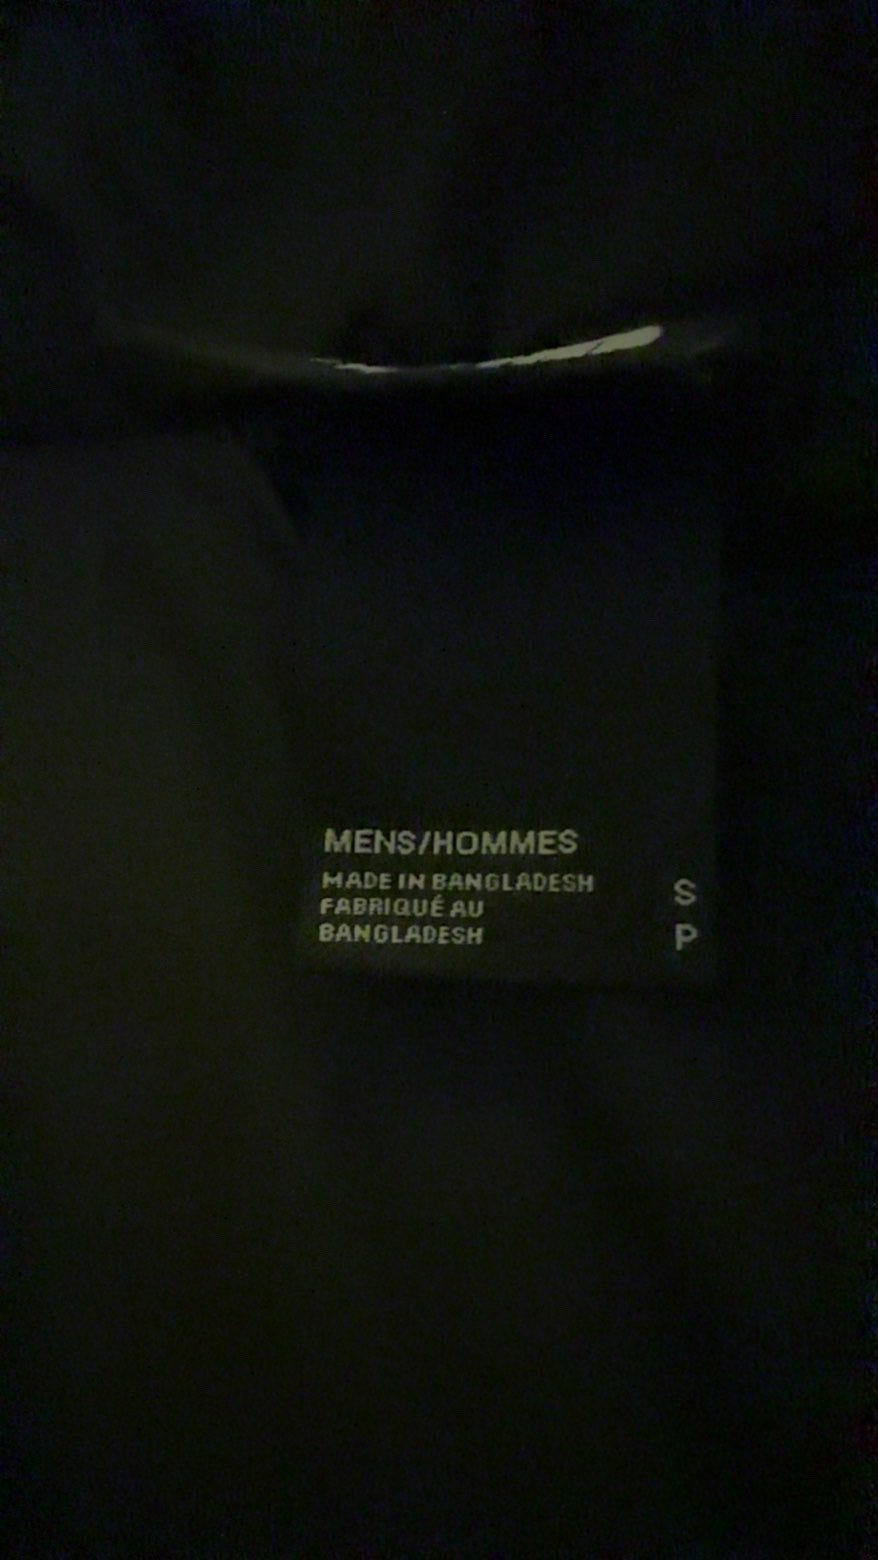 MENS/HOMMES
MADE IN BANGLADESH
FABRIQUÉ AU
BANGLADESH
S
P